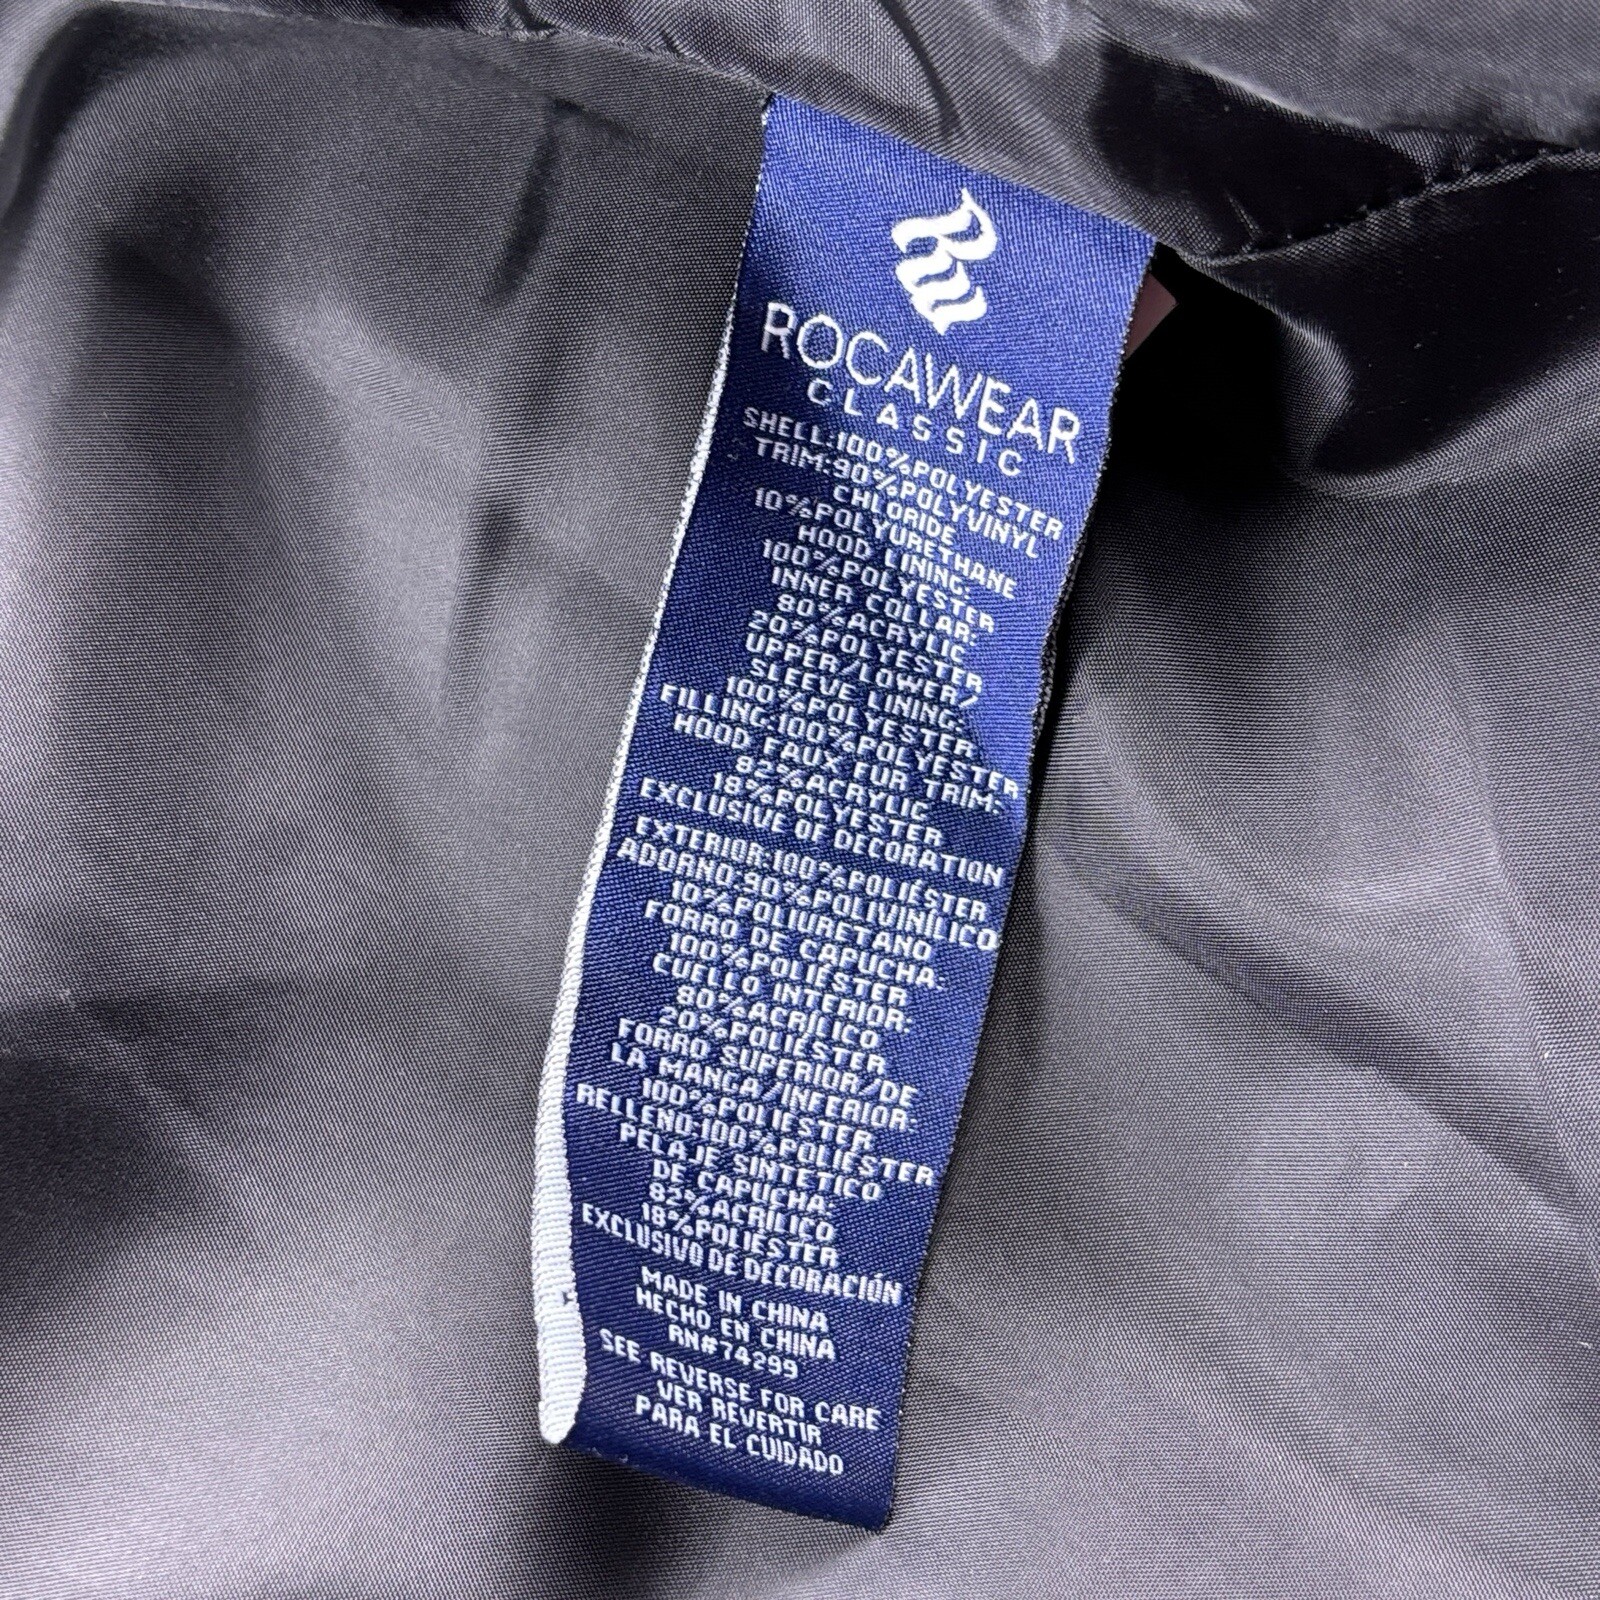 RW
ROCAWEAR
CLASSIC
SHELL:100%POLYESTER
TRIM:90%POLYVINYL
CHLORIDE
10%POLYURETHANE
HOOD LINING:
100%POLYESTER
INNER COLLAR:
80%ACRYLIC
20%POLYESTER
UPPER/LOWER/
SLEEVE LINING:
100%POLYESTER
FILLING:100%POLYESTER
HOOD FAUX FUR TRIM:
82%ACRYLIC
18%POLYESTER
EXCLUSIVE OF DECORATION
EXTERIOR:100%POLIÉSTER
ADORNO:90%POLIVINÍLICO
10%POLIURETANO
FORRO DE CAPUCHA:
100%POLIÉSTER
CUELLO INTERIOR:
80%ACRÍLICO
20%POLIÉSTER
FORRO SUPERIOR/DE
LA MANGA/INFERIOR:
100%POLIÉSTER
RELLENO:100%POLIÉSTER
PELAJE SINTÉTICO
DE CAPUCHA:
82%ACRÍLICO
18%POLIÉSTER
EXCLUSIVO DE DECORACIÓN
MADE IN CHINA
HECHO EN CHINA
RN#74299
SEE REVERSE FOR CARE
VER REVERTIR
PARA EL CUIDADO